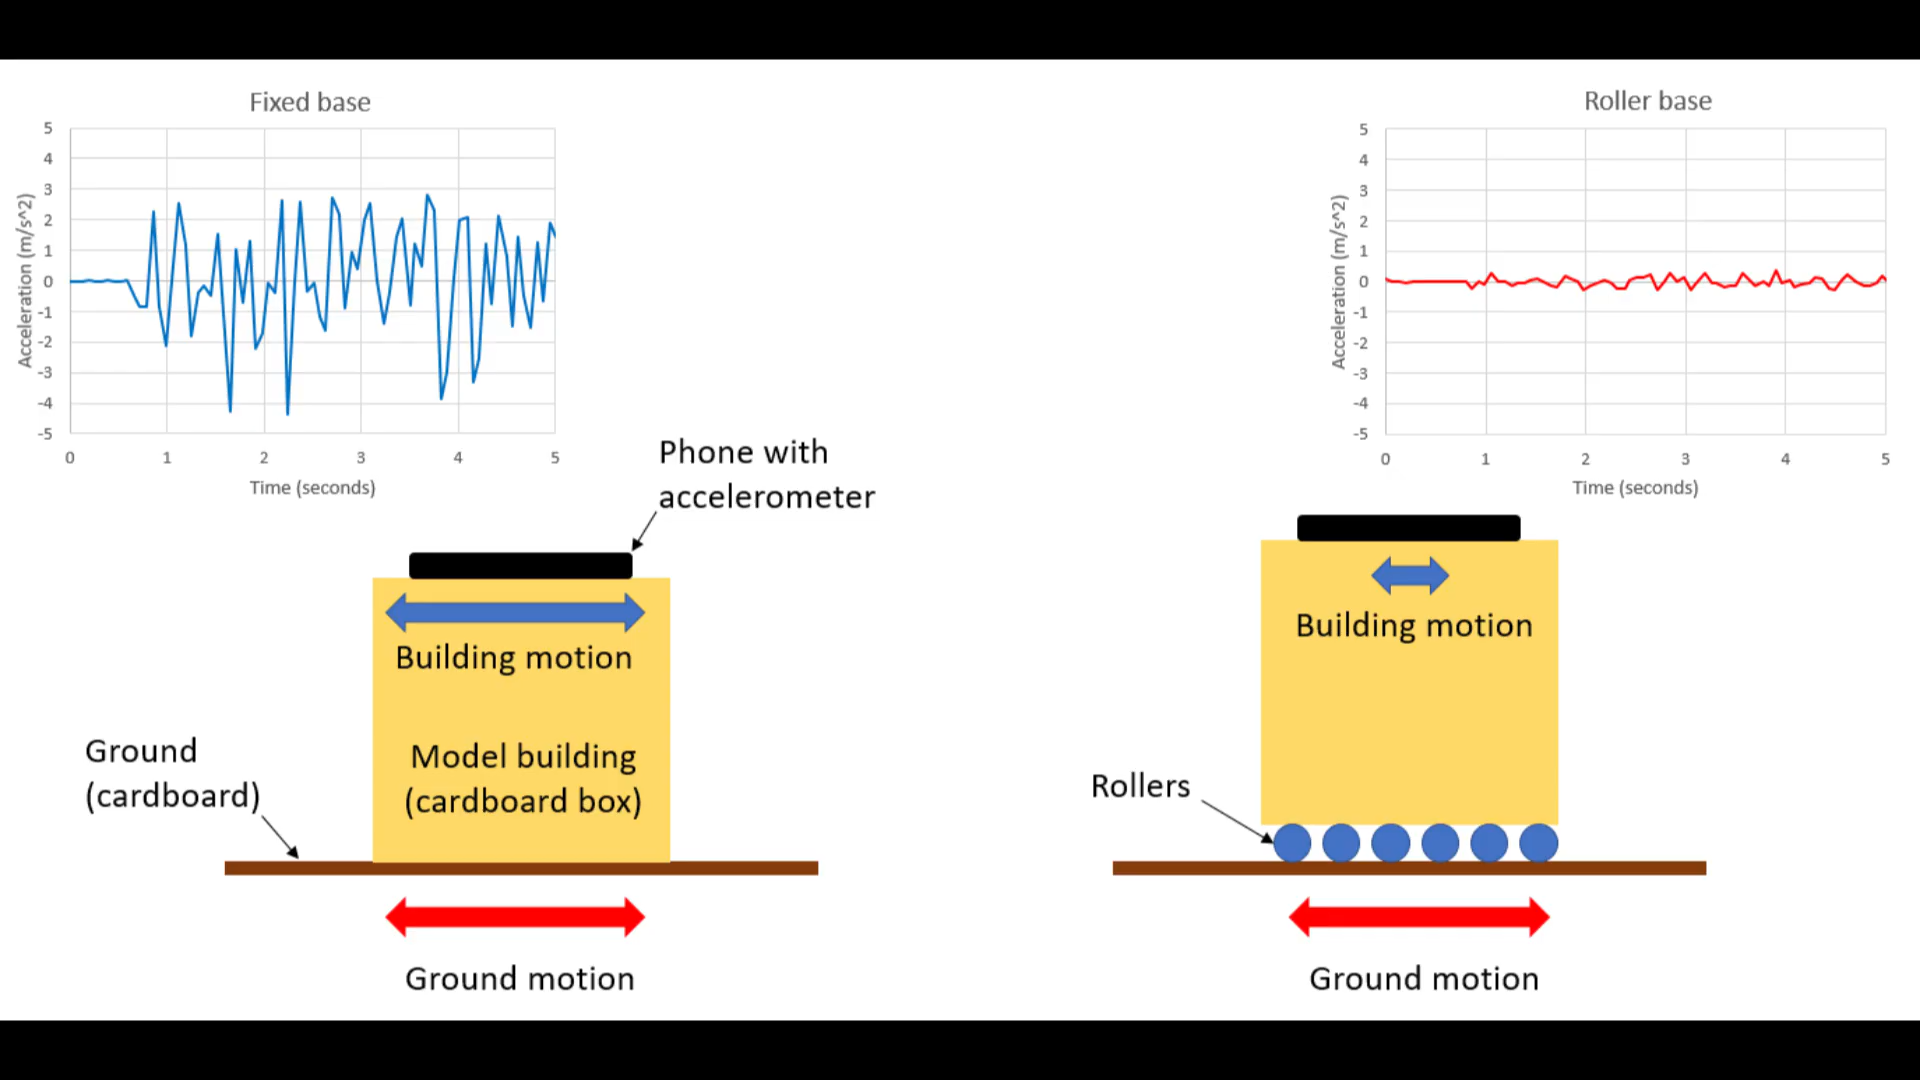 Fixed base
5
4
3
2
1
0
-1
-2
-3
-4
-5
Acceleration (m/s^2)
0 1 2 3 4 5
Time (seconds)
Roller base
5
4
3
2
1
0
-1
-2
-3
-4
-5
Acceleration (m/s^2)
0 1 2 3 4 5
Time (seconds)
Phone with
accelerometer
Building motion
Model building
(cardboard box)
Ground
(cardboard)
Ground motion
Building motion
Rollers
Ground motion